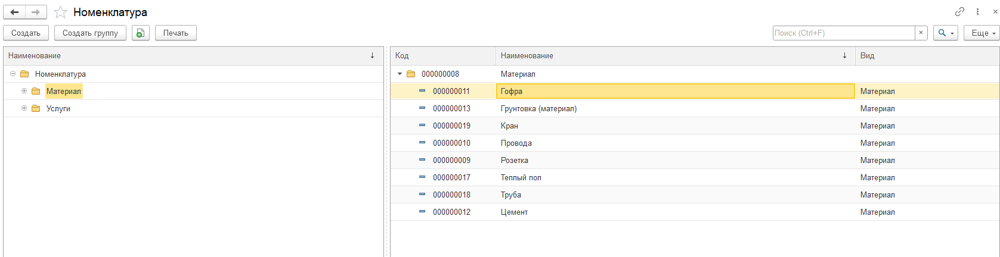 Номенклатура
Создать Создать группу Печать Поиск (Ctrl+F) × Еще
Наименование ↓ Код Наименование ↓ Вид
Номенклатура 000000008 Материал
Материал 000000011 Гофра Материал
Услуги 000000013 Грунтовка (материал) Материал
000000019 Кран Материал
000000010 Провода Материал
000000009 Розетка Материал
000000017 Теплый пол Материал
000000018 Труба Материал
000000012 Цемент Материал